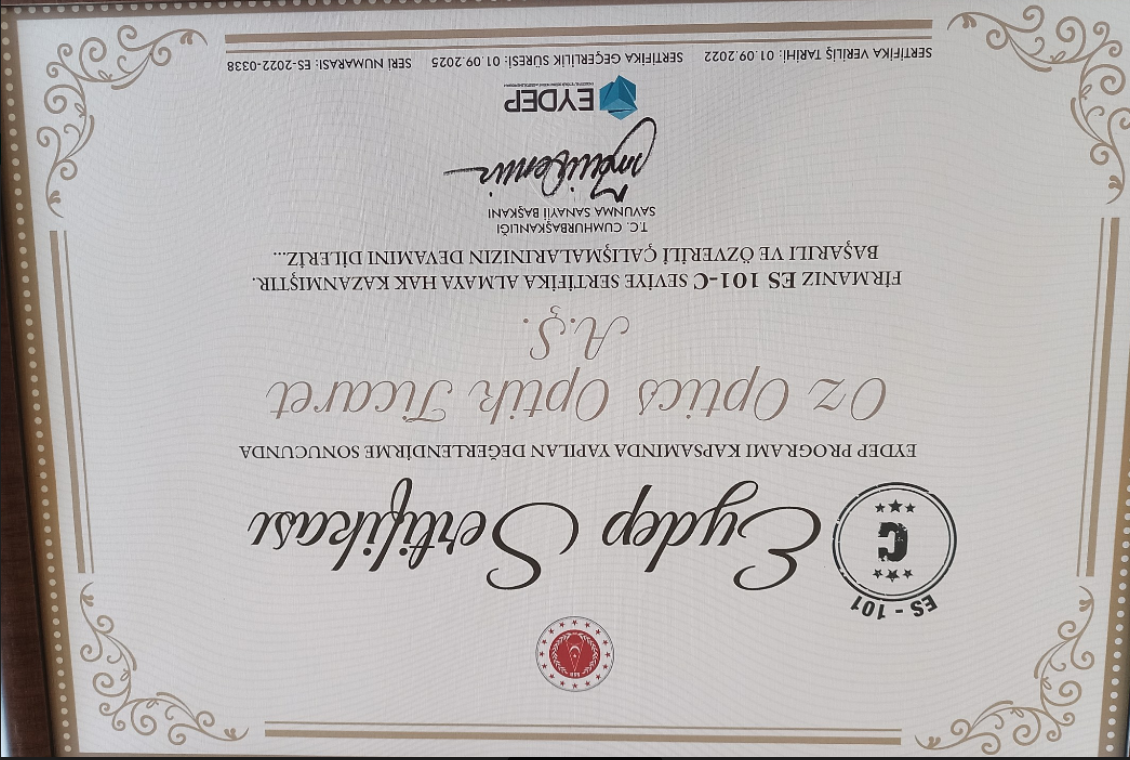 ES - 101
C
Eydep Sertifikası
EYDEP PROGRAMI KAPSAMINDA YAPILAN DEĞERLENDİRME SONUCUNDA
OZ Optics Optik Ticaret
A.Ş.
FİRMANIZ ES 101-C SEVİYE SERTİFİKA ALMAYA HAK KAZANMIŞTIR.
BAŞARILI VE ÖZVERİLİ ÇALIŞMALARINIZIN DEVAMINI DİLERİZ...
T.C. CUMHURBAŞKANLIĞI
SAVUNMA SANAYİİ BAŞKANI
EYDEP
SERTİFİKA VERİLİŞ TARİHİ: 01.09.2022 SERTİFİKA GEÇERLİLİK SÜRESİ: 01.09.2025 SERİ NUMARASI: ES-2022-0338